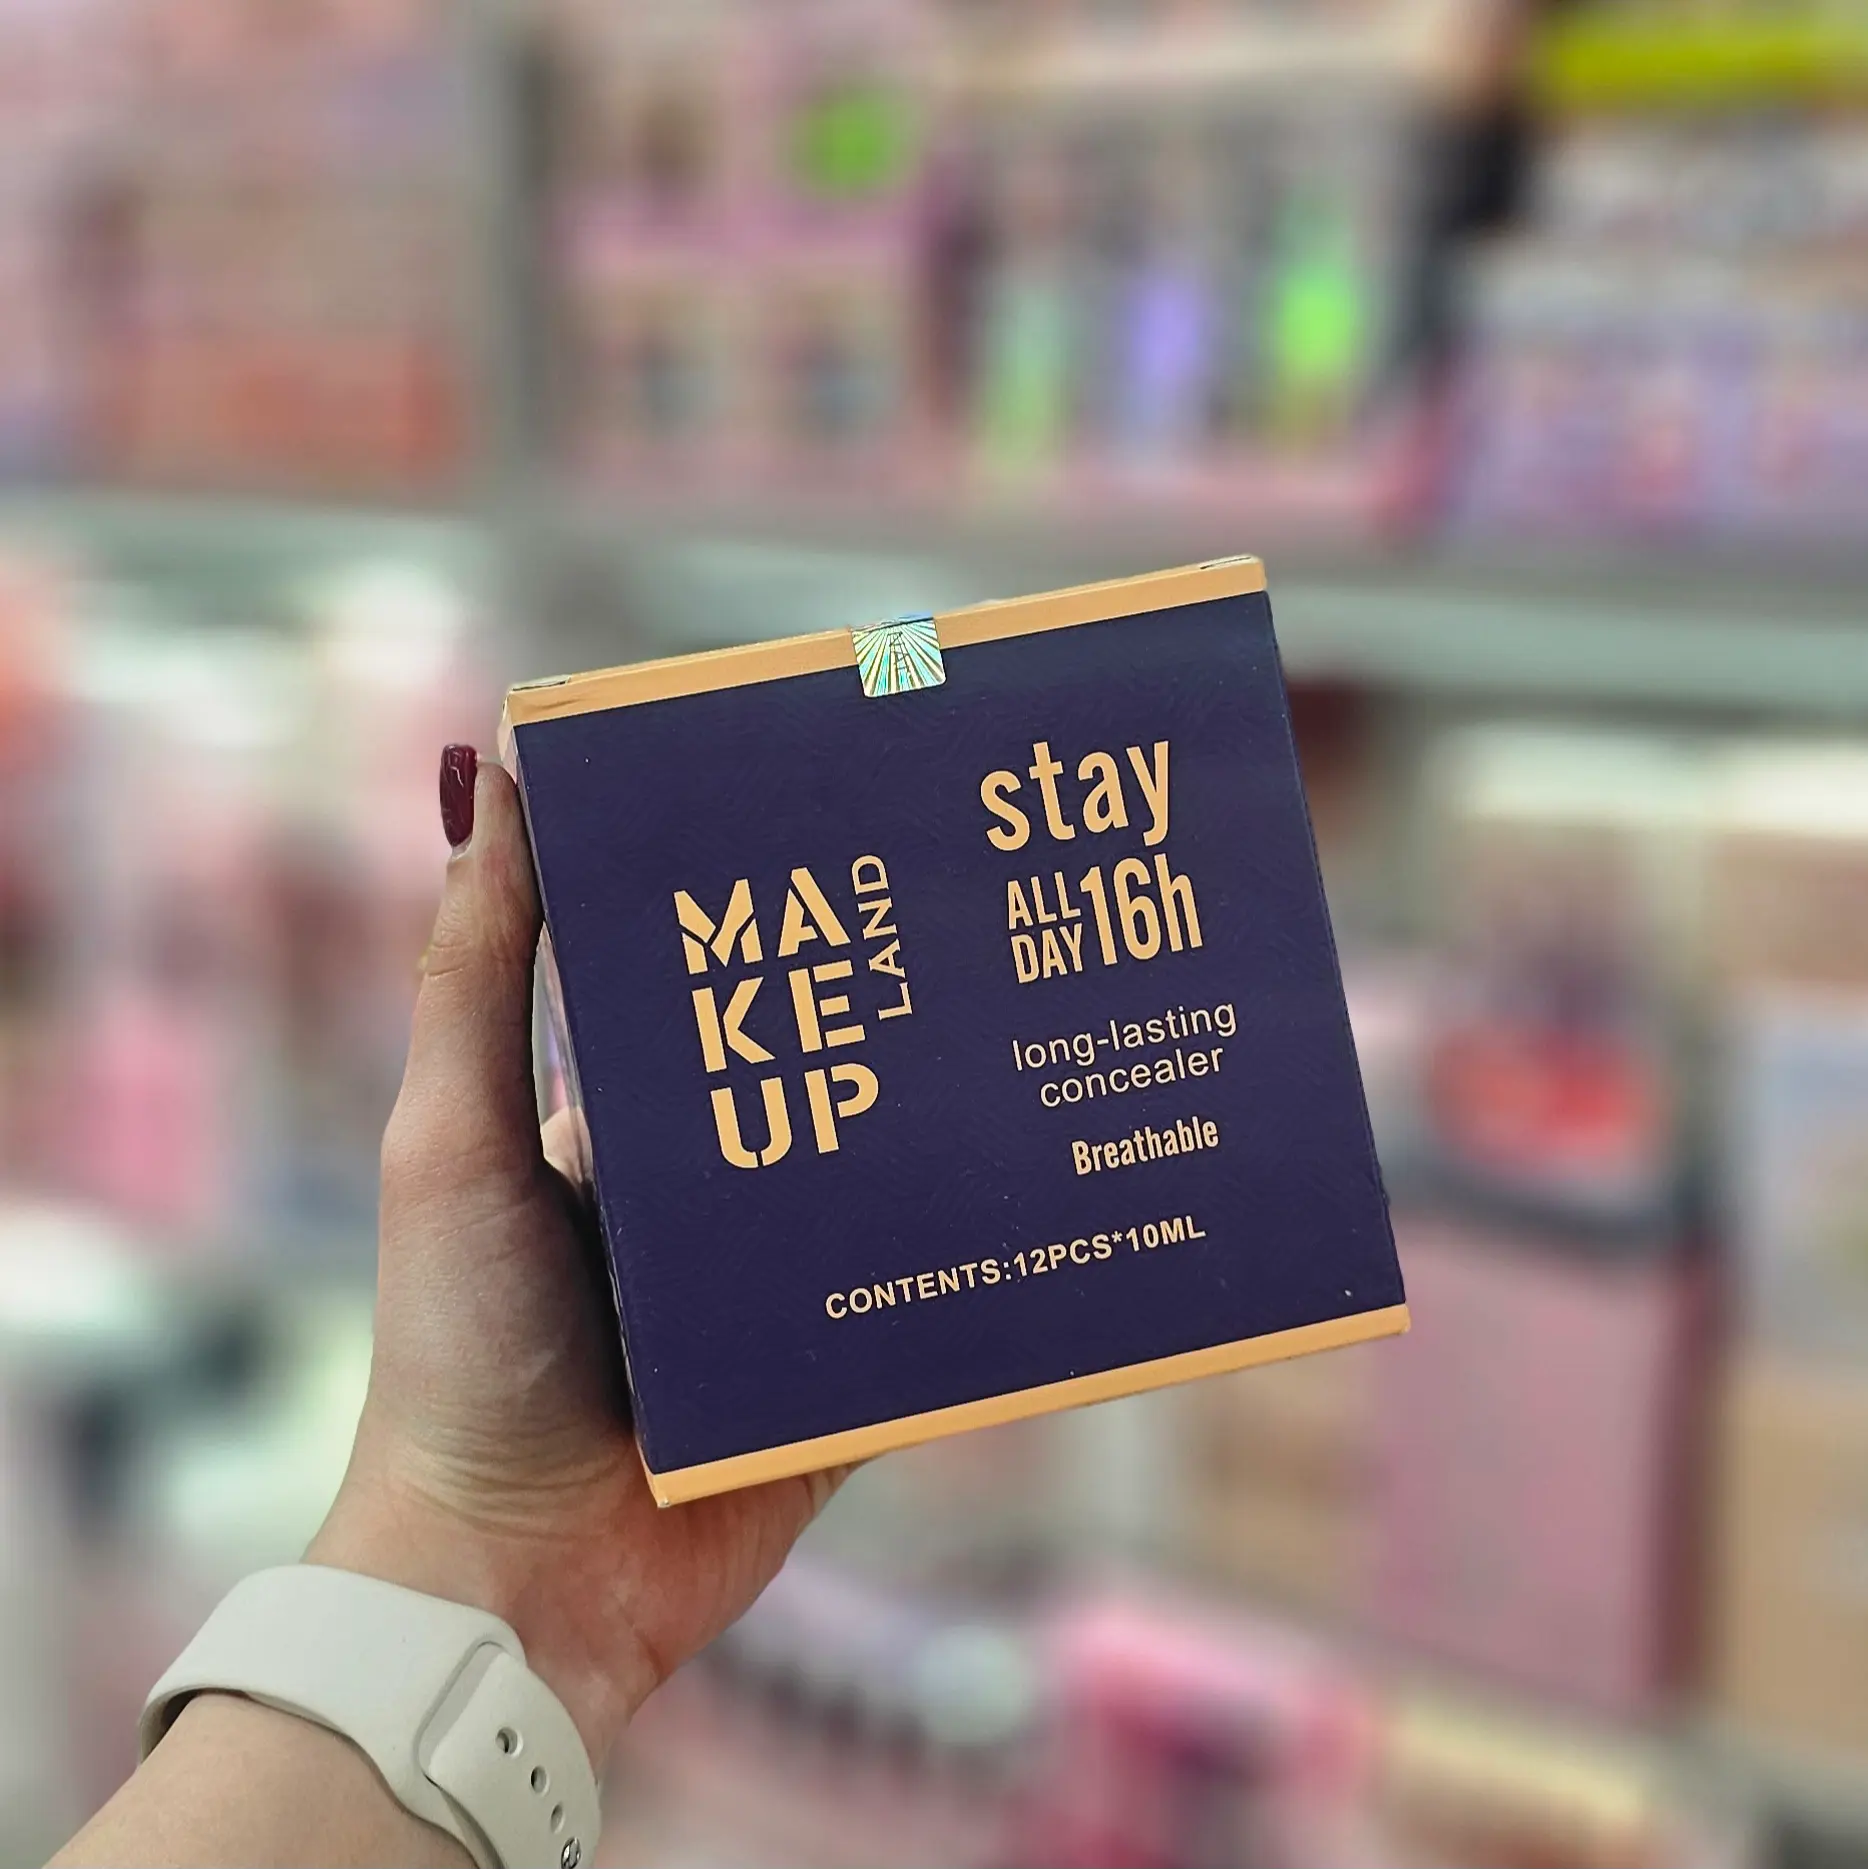 MA
KE
UP
LAND
stay
ALL
DAY
16h
long-lasting
concealer
Breathable
CONTENTS:12PCS*10ML